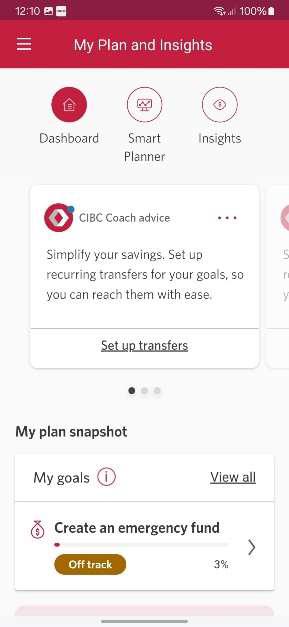 12:10 100%
My Plan and Insights
Dashboard Smart Insights
Planner
CIBC Coach advice
Simplify your savings. Set up
recurring transfers for your goals, so
you can reach them with ease.
Set up transfers
My plan snapshot
My goals View all
Create an emergency fund
Off track 3%